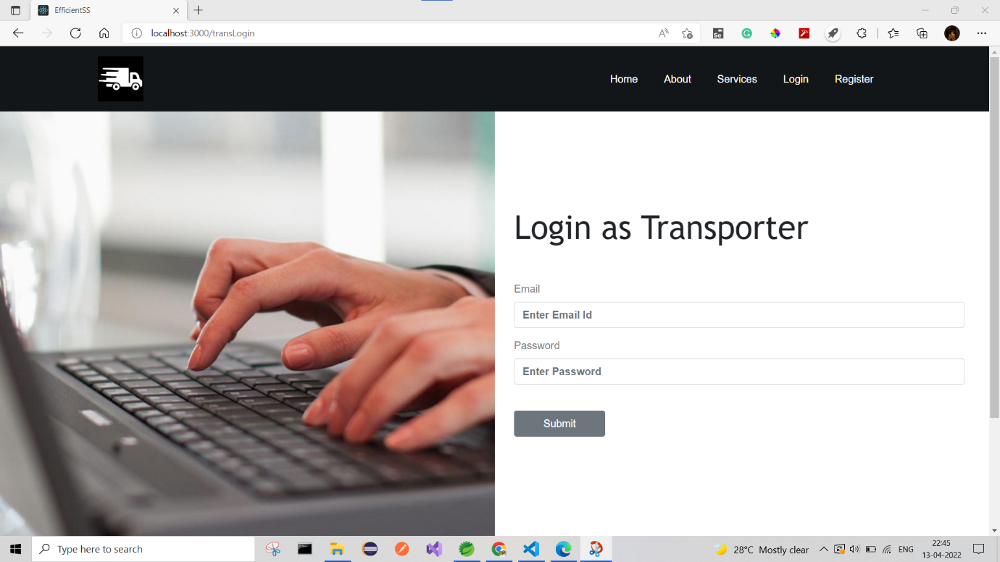 EfficientSS
localhost:3000/transLogin
Home About Services Login Register
Login as Transporter
Email
Enter Email Id
Password
Enter Password
Submit
Type here to search
28°C Mostly clear
ENG
22:45
13-04-2022